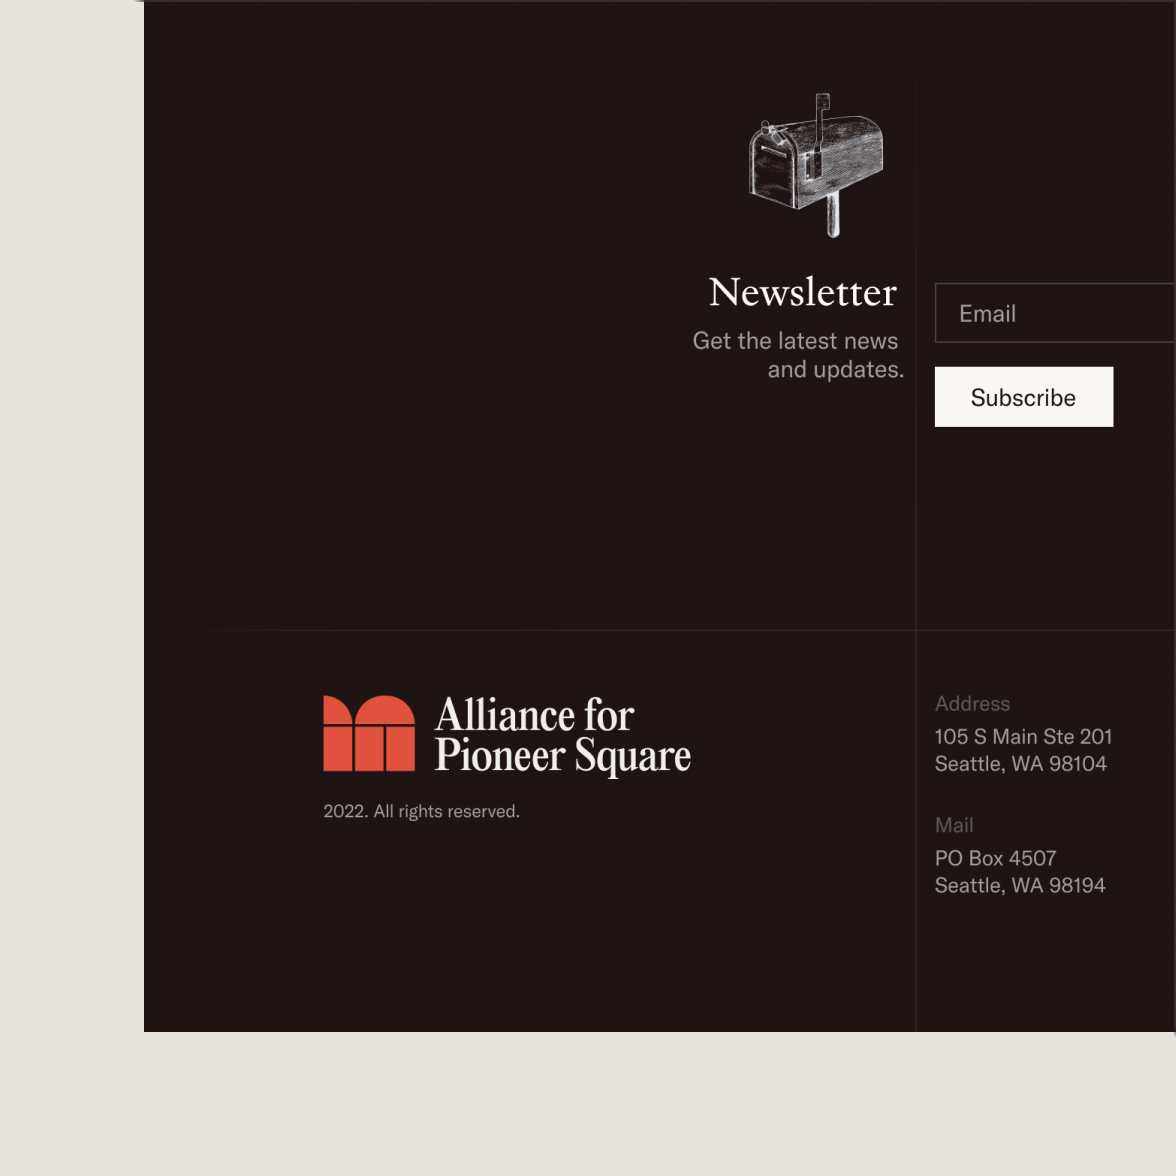 Newsletter
Get the latest news
and updates.
Email
Subscribe
Alliance for
Pioneer Square
2022. All rights reserved.
Address
105 S Main Ste 201
Seattle, WA 98104
Mail
PO Box 4507
Seattle, WA 98194